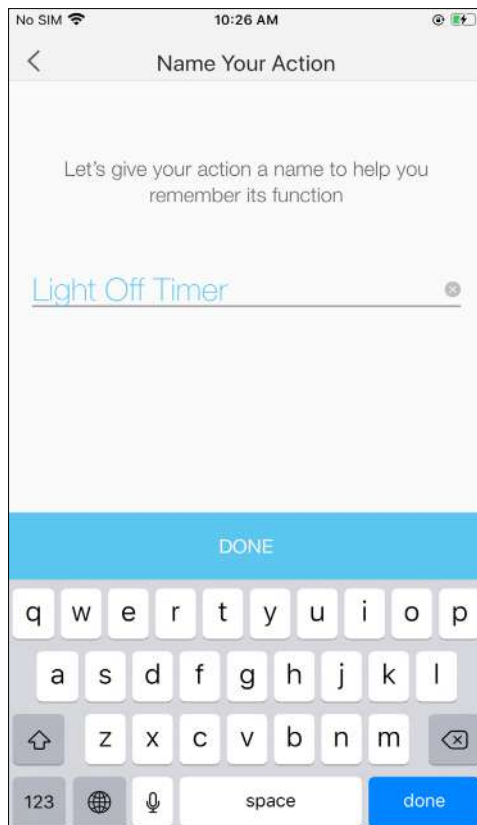 No SIM 10:26 AM
Name Your Action
Let's give your action a name to help you
remember its function
Light Off Timer
DONE
q w e r t y u i o p
a s d f g h j k l
z x c v b n m
123 space done